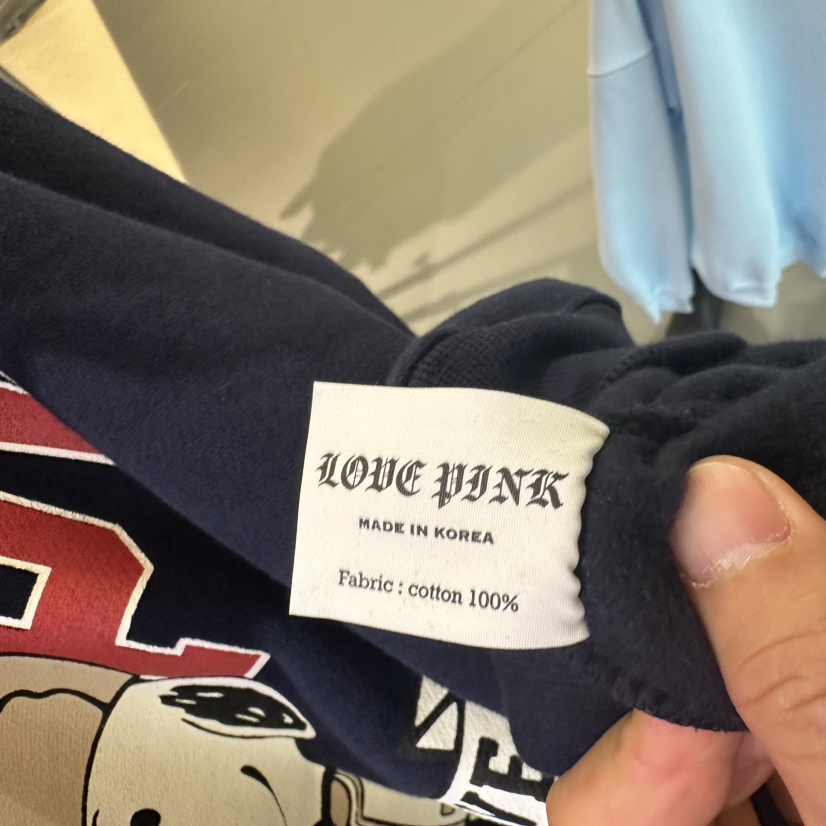 LOVE PINK
MADE IN KOREA
Fabric : cotton 100%